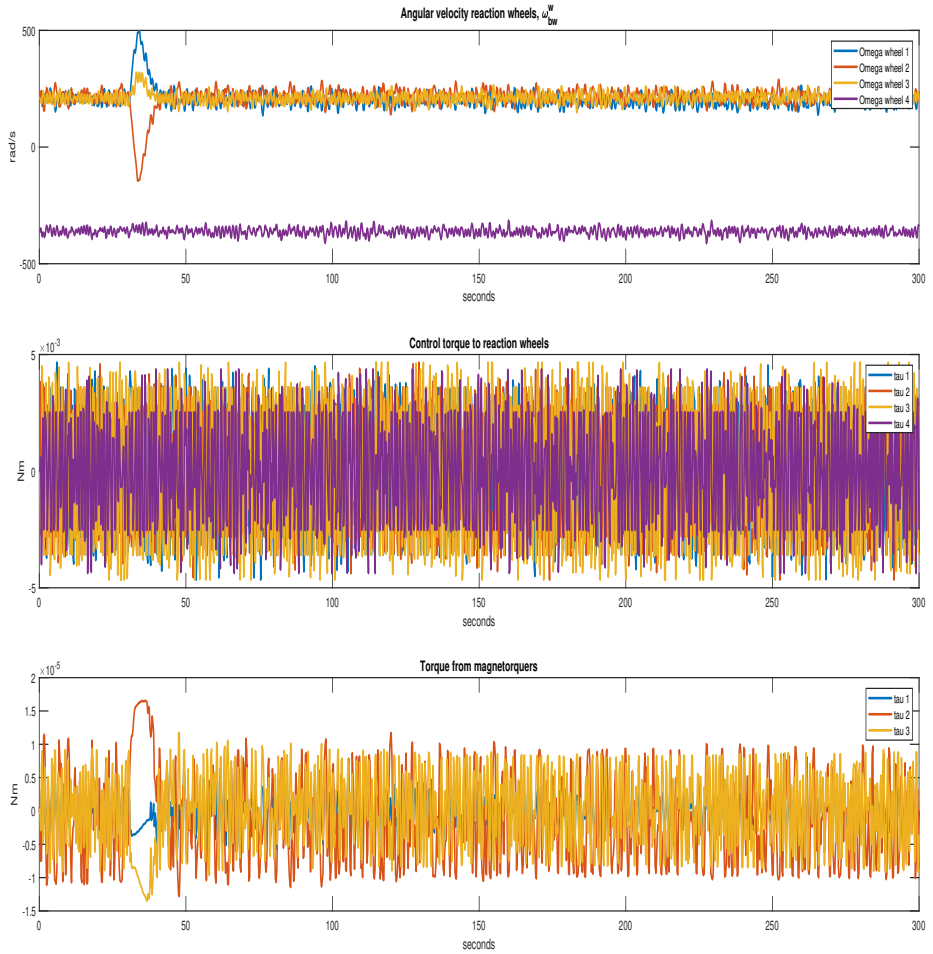 Angular velocity reaction wheels, ω^w_bw
500
0
-500
rad/s
Omega wheel 1
Omega wheel 2
Omega wheel 3
Omega wheel 4
0 50 100 150 200 250 300
seconds
Control torque to reaction wheels
×10^-3
5
0
-5
Nm
tau 1
tau 2
tau 3
tau 4
0 50 100 150 200 250 300
seconds
Torque from magnetorquers
×10^-5
2
1.5
1
0.5
0
-0.5
-1
-1.5
Nm
tau 1
tau 2
tau 3
0 50 100 150 200 250 300
seconds